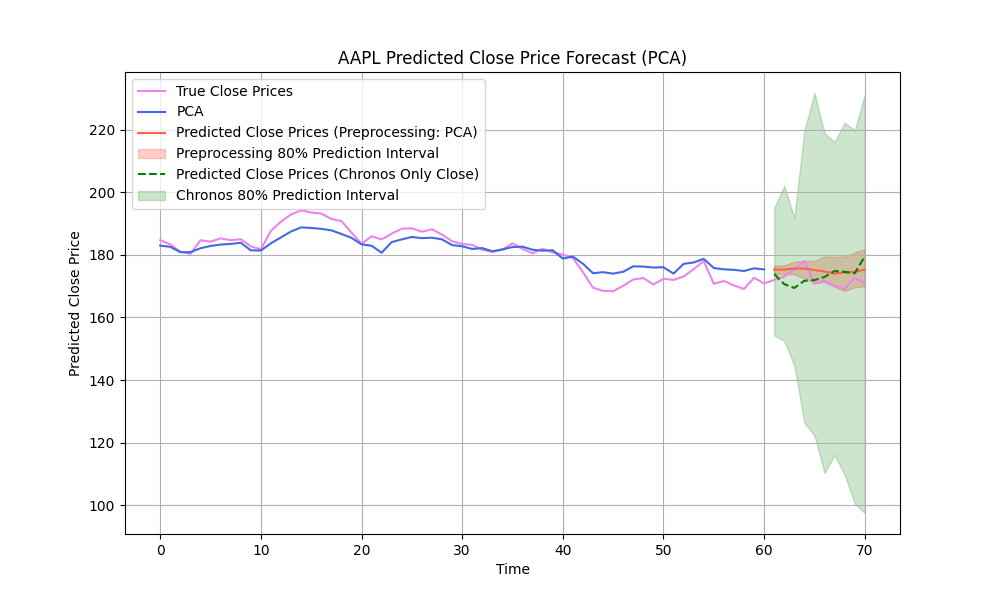 AAPL Predicted Close Price Forecast (PCA)
True Close Prices
PCA
Predicted Close Prices (Preprocessing: PCA)
Preprocessing 80% Prediction Interval
Predicted Close Prices (Chronos Only Close)
Chronos 80% Prediction Interval
Predicted Close Price
220
200
180
160
140
120
100
0 10 20 30 40 50 60 70
Time